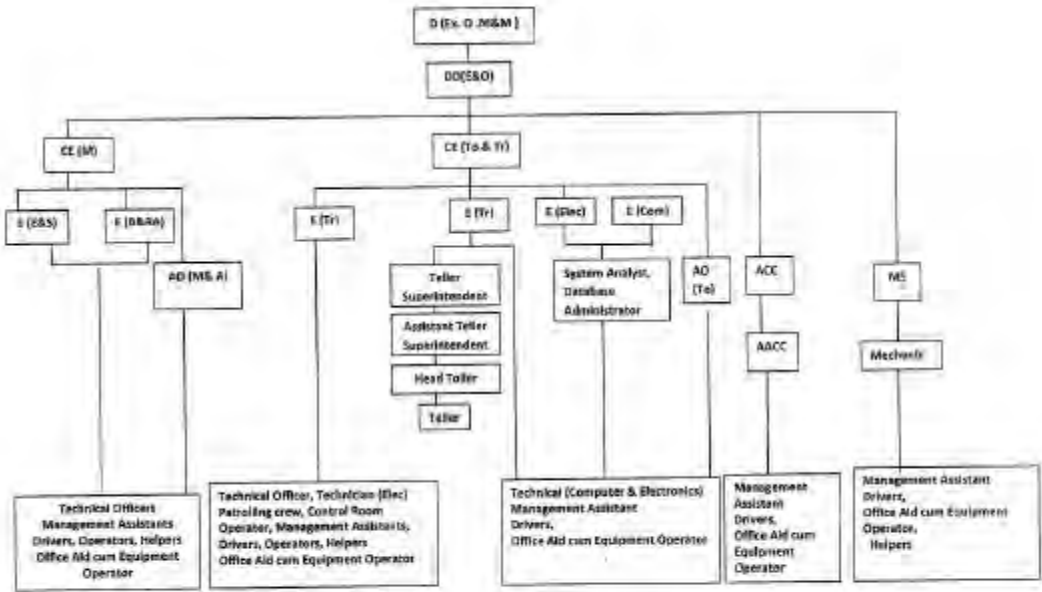 D (Ex. O .M&M )
DD(E&O)
CE (M)
CE (To & Tr)
E (E&S)
E (Tr)
E (Tr)
E (Elec)
E (Com)
AO (M& A)
Teller
Superintendent
System Analyst,
Database
Administrator
AO
(To)
ACC
MS
Assistant Teller
Superintendent
AACC
Mechanic
Head Teller
Teller
Technical Officers
Management Assistants
Drivers, Operators, Helpers
Office Aid cum Equipment
Operator
Technical Officer, Technician (Elec)
Patrolling crew, Control Room
Operator, Management Assistants,
Drivers, Operators, Helpers
Office Aid cum Equipment Operator
Technical (Computer & Electronics)
Management Assistant
Drivers,
Office Aid cum Equipment Operator
Management
Assistant
Drivers,
Office Aid cum
Equipment
Operator
Management Assistant
Drivers,
Office Aid cum Equipment
Operator,
Helpers